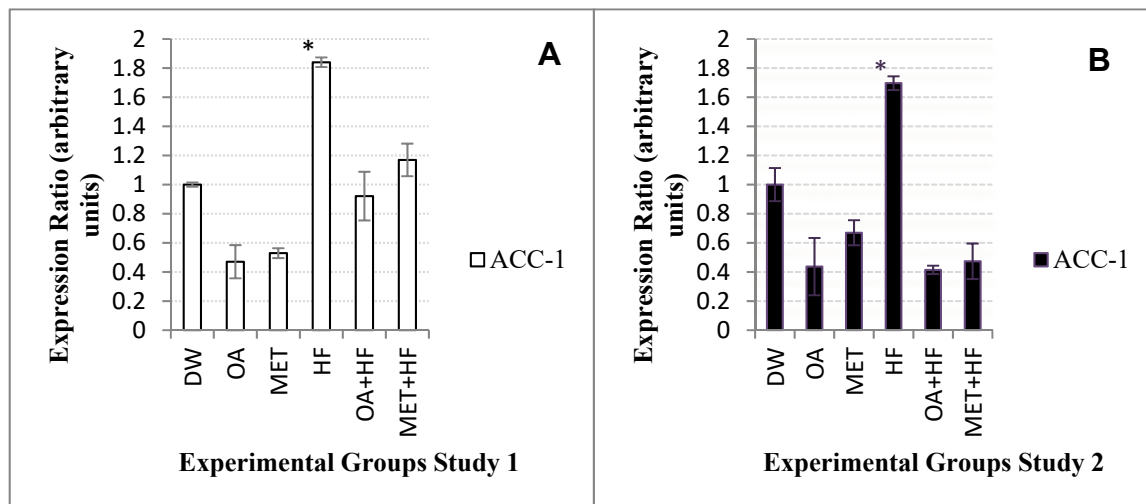 A
Expression Ratio (arbitrary
units)
2
1.8
1.6
1.4
1.2
1
0.8
0.6
0.4
0.2
0
*
DW
OA
MET
HF
OA+HF
MET+HF
ACC-1
Experimental Groups Study 1
B
Expression Ratio (arbitrary
units)
2
1.8
1.6
1.4
1.2
1
0.8
0.6
0.4
0.2
0
*
DW
OA
MET
HF
OA+HF
MET+HF
ACC-1
Experimental Groups Study 2